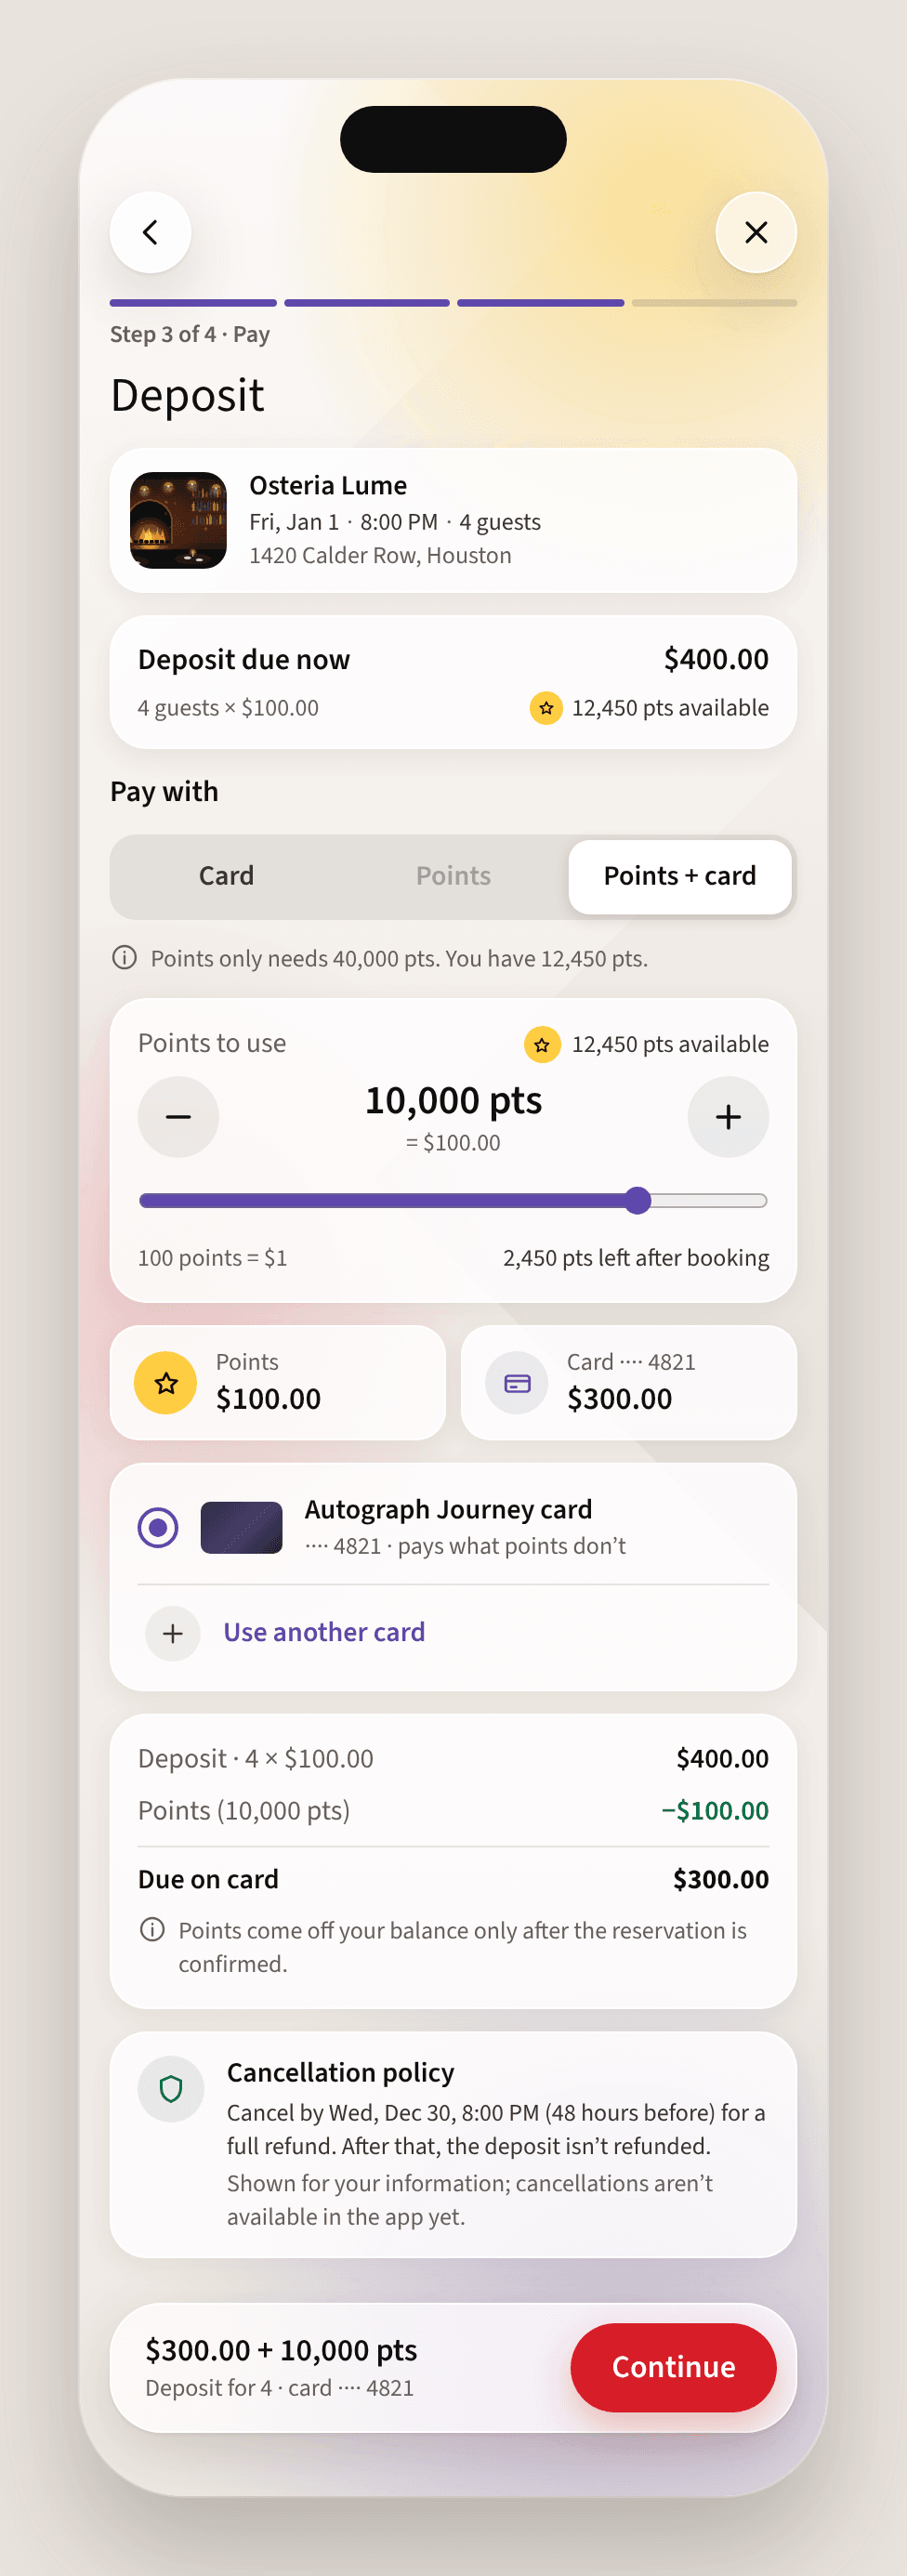 Step 3 of 4 · Pay
Deposit
Osteria Lume
Fri, Jan 1 · 8:00 PM · 4 guests
1420 Calder Row, Houston
Deposit due now
$400.00
4 guests × $100.00
12,450 pts available
Pay with
Card
Points
Points + card
Points only needs 40,000 pts. You have 12,450 pts.
Points to use
12,450 pts available
10,000 pts
= $100.00
100 points = $1
2,450 pts left after booking
Points
$100.00
Card ···· 4821
$300.00
Autograph Journey card
···· 4821 · pays what points don’t
Use another card
Deposit · 4 × $100.00
$400.00
Points (10,000 pts)
−$100.00
Due on card
$300.00
Points come off your balance only after the reservation is
confirmed.
Cancellation policy
Cancel by Wed, Dec 30, 8:00 PM (48 hours before) for a
full refund. After that, the deposit isn’t refunded.
Shown for your information; cancellations aren’t
available in the app yet.
$300.00 + 10,000 pts
Deposit for 4 · card ···· 4821
Continue